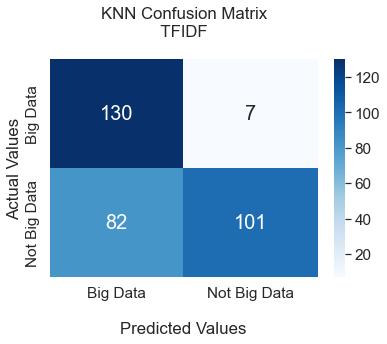 KNN Confusion Matrix
TFIDF
Actual Values
Big Data
Not Big Data
130
7
82
101
Big Data
Not Big Data
Predicted Values
120
100
80
60
40
20